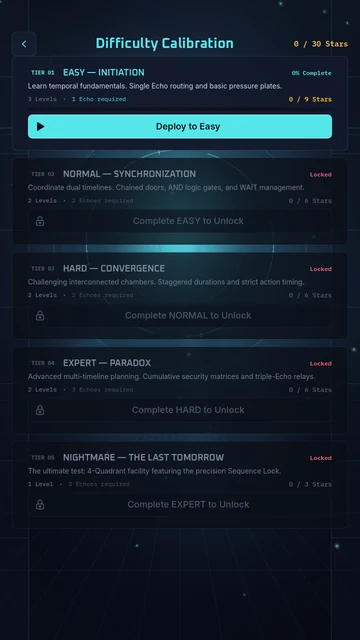 Difficulty Calibration
0 / 30 Stars
TIER 01 EASY — INITIATION 0% Complete
Learn temporal fundamentals. Single Echo routing and basic pressure plates.
3 Levels · 1 Echo required 0 / 9 Stars
Deploy to Easy
TIER 02 NORMAL — SYNCHRONIZATION Locked
Coordinate dual timelines. Chained doors, AND logic gates, and WAIT management.
2 Levels · 2 Echoes required 0 / 6 Stars
Complete EASY to Unlock
TIER 03 HARD — CONVERGENCE Locked
Challenging interconnected chambers. Staggered durations and strict action timing.
2 Levels · 2 Echoes required 0 / 6 Stars
Complete NORMAL to Unlock
TIER 04 EXPERT — PARADOX Locked
Advanced multi-timeline planning. Cumulative security matrices and triple-Echo relays.
2 Levels · 3 Echoes required 0 / 6 Stars
Complete HARD to Unlock
TIER 05 NIGHTMARE — THE LAST TOMORROW Locked
The ultimate test: 4-Quadrant facility featuring the precision Sequence Lock.
1 Level · 3 Echoes required 0 / 3 Stars
Complete EXPERT to Unlock